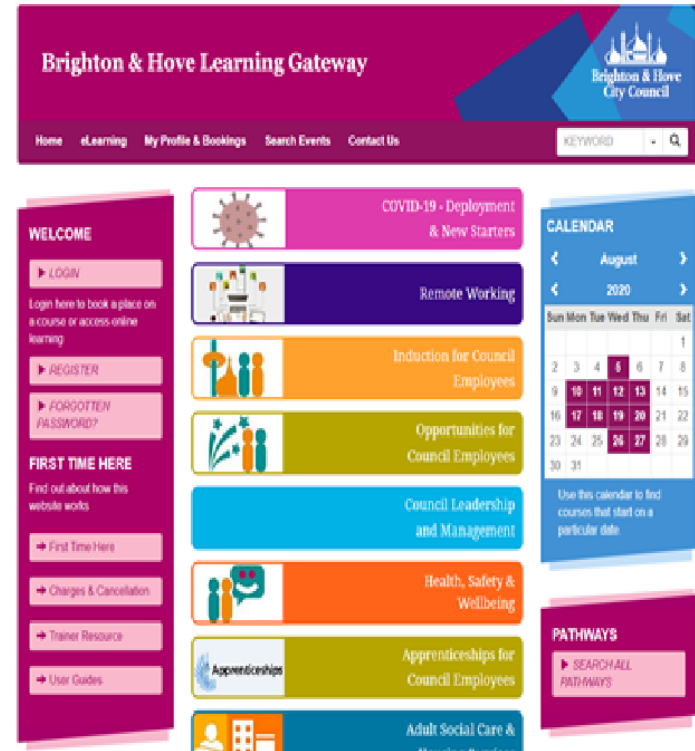 Brighton & Hove Learning Gateway
Brighton & Hove
City Council
Home eLearning My Profile & Bookings Search Events Contact Us
KEYWORD
WELCOME
LOGIN
Login here to book a place on
a course or access online
learning
REGISTER
FORGOTTEN
PASSWORD?
FIRST TIME HERE
Find out about how this
website works
First Time Here
Charges & Cancellation
Trainer Resource
User Guides
COVID-19 - Deployment
& New Starters
Remote Working
Induction for Council
Employees
Opportunities for
Council Employees
Council Leadership
and Management
Health, Safety &
Wellbeing
Apprenticeships
Apprenticeships for
Council Employees
Adult Social Care &
CALENDAR
August
2020
Sun Mon Tue Wed Thu Fri Sat
1
2 3 4 5 6 7 8
9 10 11 12 13 14 15
16 17 18 19 20 21 22
23 24 25 26 27 28 29
30 31
Use this calendar to find
courses that start on a
particular date.
PATHWAYS
SEARCH ALL
PATHWAYS